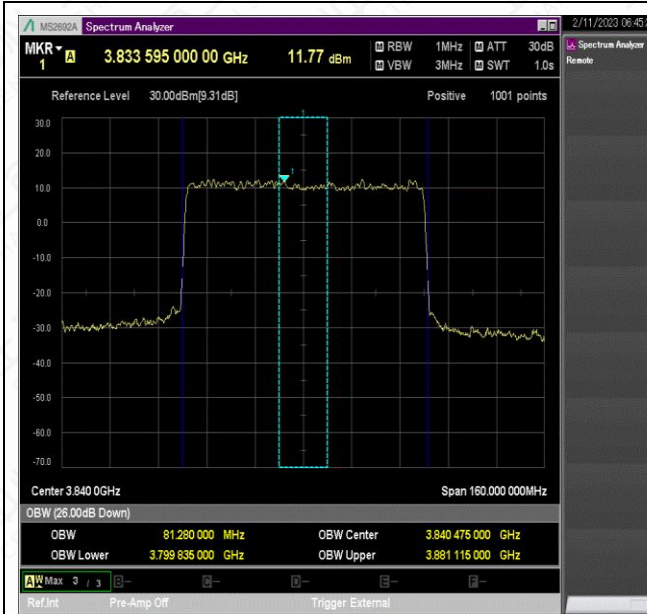 MS2692A Spectrum Analyzer
2/11/2023 06:45:
MKR 1 A 3.833 595 000 00 GHz 11.77 dBm M RBW 1MHz M ATT 30dB
M VBW 3MHz M SWT 1.0s
Spectrum Analyzer
Remote
Reference Level 30.00dBm[9.31dB] Positive 1001 points
30.0
20.0
1
10.0
0.0
-10.0
-20.0
-30.0
-40.0
-50.0
-60.0
-70.0
Center 3.840 0GHz Span 160.000 000MHz
OBW (26.00dB Down)
OBW 81.280 000 MHz OBW Center 3.840 475 000 GHz
OBW Lower 3.799 835 000 GHz OBW Upper 3.881 115 000 GHz
A W Max 3 / 3 B- C- D- E- F-
Ref.Int Pre-Amp Off Trigger External